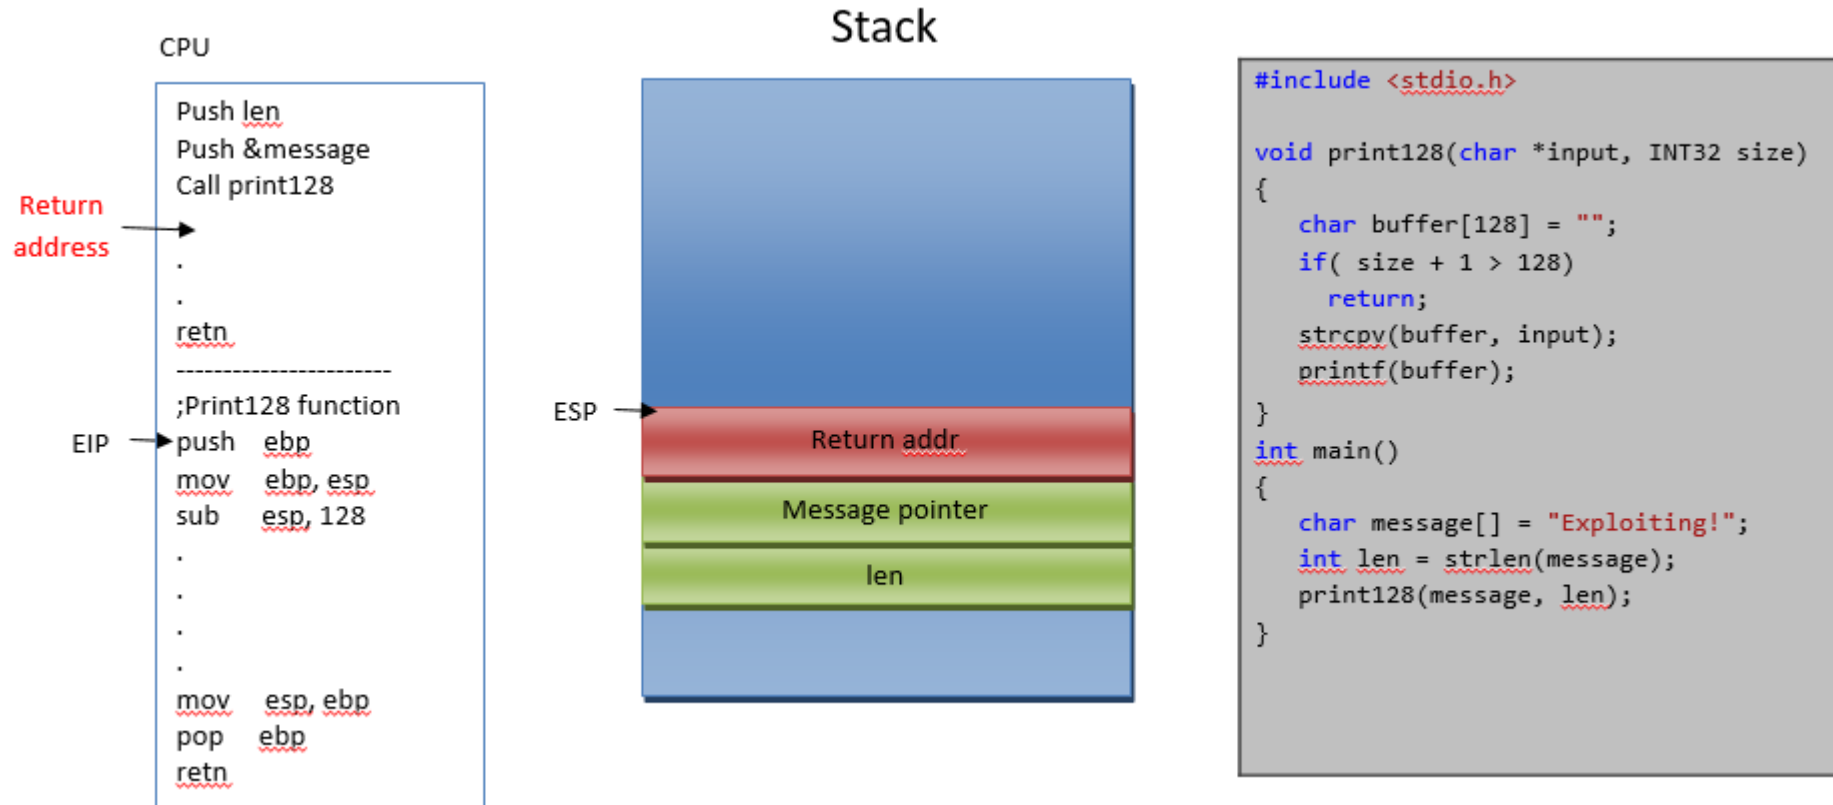 Stack
CPU
Push len
Push &message
Call print128
Return
address
.
.
retn
-----------------------
;Print128 function
EIP
push ebp
mov ebp, esp
sub esp, 128
.
.
.
.
mov esp, ebp
pop ebp
retn
ESP
Return addr
Message pointer
len
#include <stdio.h>
void print128(char *input, INT32 size)
{
char buffer[128] = "";
if( size + 1 > 128)
return;
strcpy(buffer, input);
printf(buffer);
}
int main()
{
char message[] = "Exploiting!";
int len = strlen(message);
print128(message, len);
}